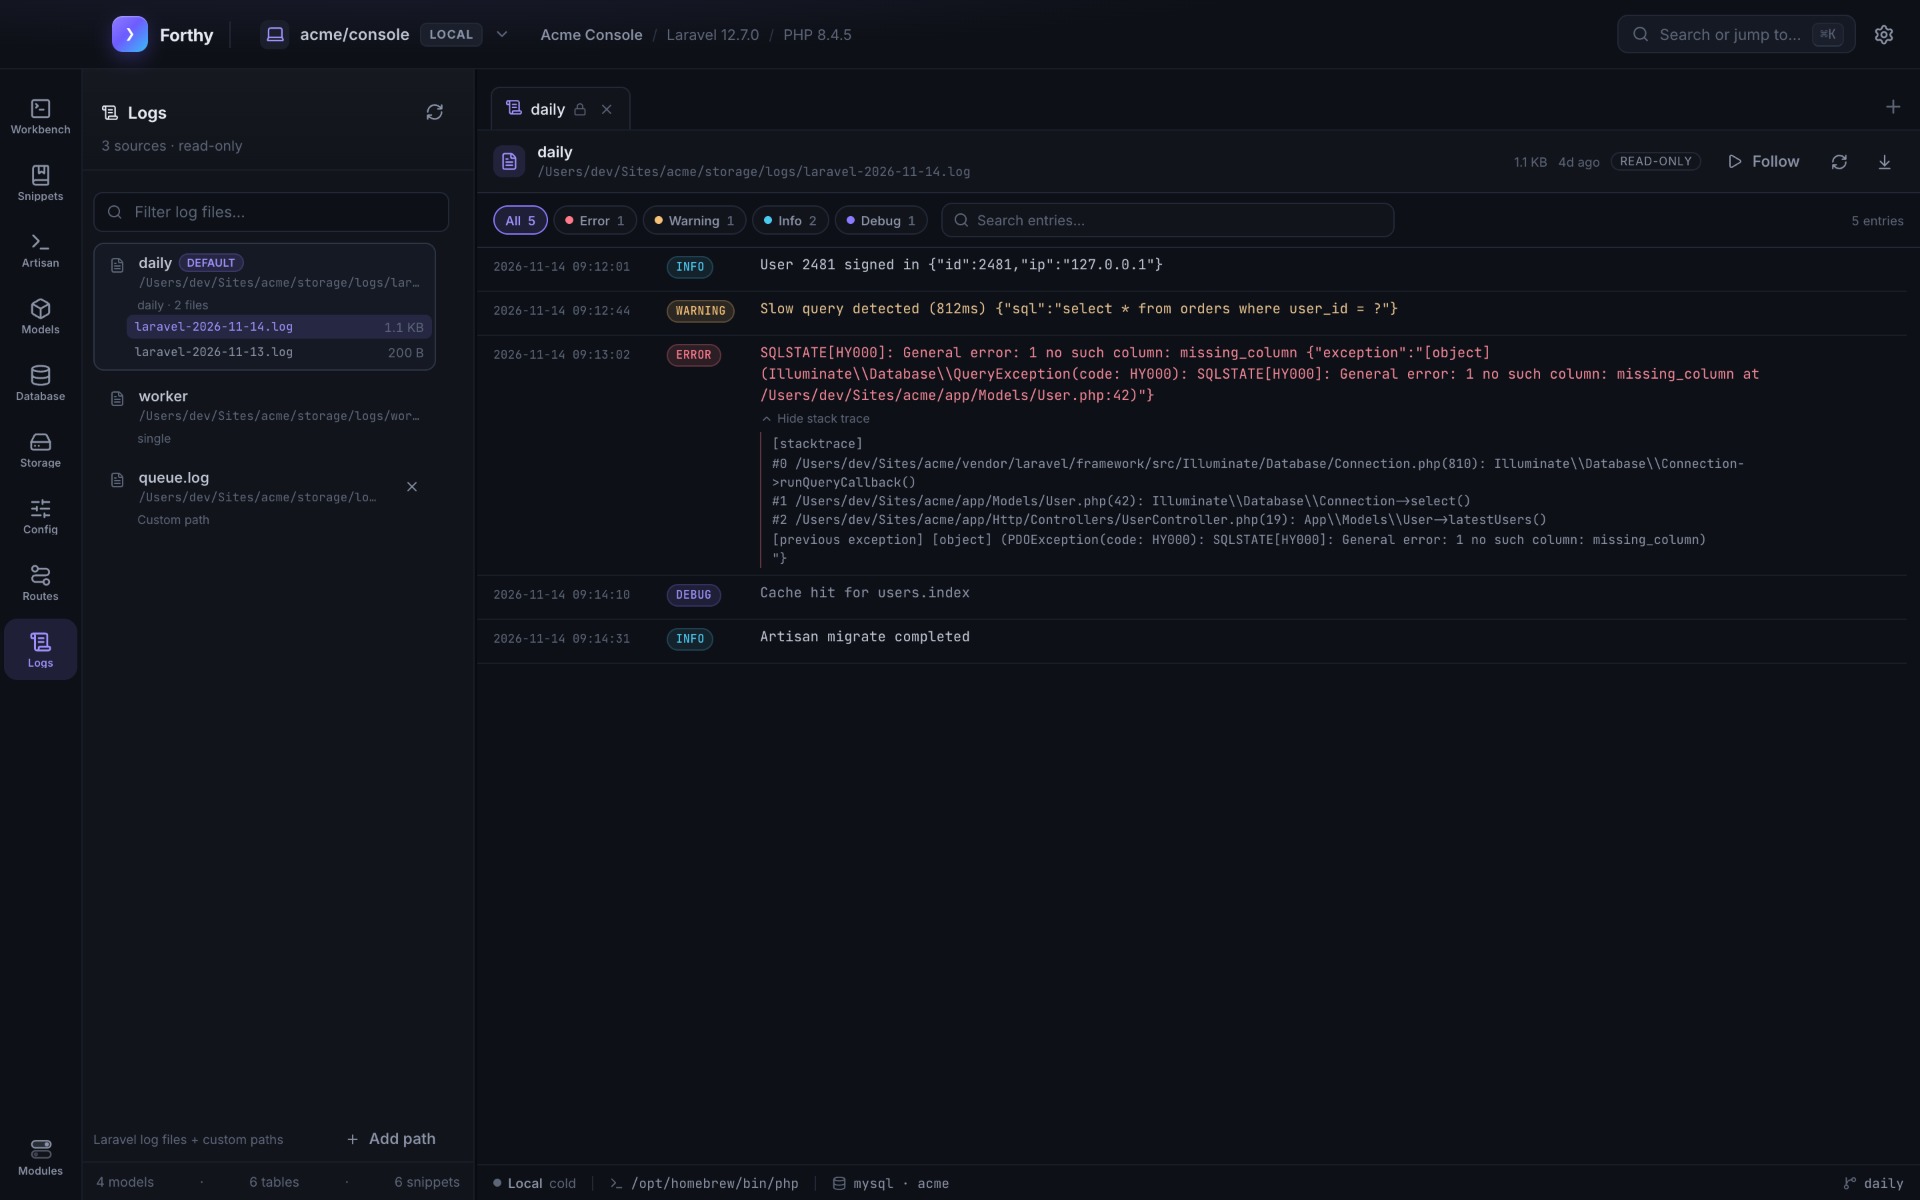 ❯ Forthy
acme/console LOCAL
Acme Console / Laravel 12.7.0 / PHP 8.4.5
Search or jump to... ⌘K
Workbench
Snippets
Artisan
Models
Database
Storage
Config
Routes
Logs
Modules
Logs
3 sources · read-only
Filter log files...
daily DEFAULT
/Users/dev/Sites/acme/storage/logs/lar…
daily · 2 files
laravel-2026-11-14.log 1.1 KB
laravel-2026-11-13.log 200 B
worker
/Users/dev/Sites/acme/storage/logs/wor…
single
queue.log
/Users/dev/Sites/acme/storage/lo…
Custom path
Laravel log files + custom paths
+ Add path
4 models · 6 tables · 6 snippets
daily
daily
/Users/dev/Sites/acme/storage/logs/laravel-2026-11-14.log
1.1 KB 4d ago READ-ONLY Follow
All 5 Error 1 Warning 1 Info 2 Debug 1
Search entries...
5 entries
2026-11-14 09:12:01 INFO User 2481 signed in {"id":2481,"ip":"127.0.0.1"}
2026-11-14 09:12:44 WARNING Slow query detected (812ms) {"sql":"select * from orders where user_id = ?"}
2026-11-14 09:13:02 ERROR SQLSTATE[HY000]: General error: 1 no such column: missing_column {"exception":"[object]
(Illuminate\\Database\\QueryException(code: HY000): SQLSTATE[HY000]: General error: 1 no such column: missing_column at
/Users/dev/Sites/acme/app/Models/User.php:42)"}
Hide stack trace
[stacktrace]
#0 /Users/dev/Sites/acme/vendor/laravel/framework/src/Illuminate/Database/Connection.php(810): Illuminate\\Database\\Connection-
>runQueryCallback()
#1 /Users/dev/Sites/acme/app/Models/User.php(42): Illuminate\\Database\\Connection->select()
#2 /Users/dev/Sites/acme/app/Http/Controllers/UserController.php(19): App\\Models\\User->latestUsers()
[previous exception] [object] (PDOException(code: HY000): SQLSTATE[HY000]: General error: 1 no such column: missing_column)
"}
2026-11-14 09:14:10 DEBUG Cache hit for users.index
2026-11-14 09:14:31 INFO Artisan migrate completed
Local cold
/opt/homebrew/bin/php
mysql · acme
daily